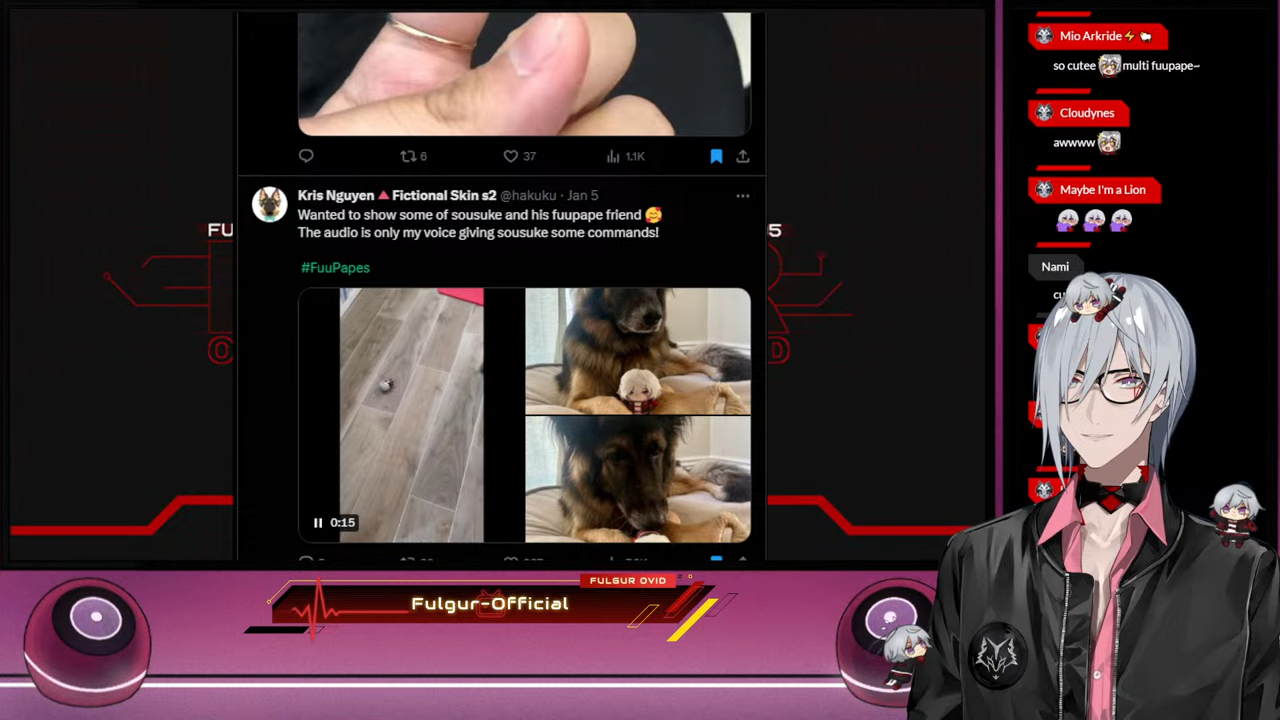 6
37
1.1K
Kris Nguyen🔺Fictional Skin s2 @hakuku · Jan 5
Wanted to show some of sousuke and his fuupape friend 🥰
The audio is only my voice giving sousuke some commands!
#FuuPapes
0:15
FU
5
FULGUR OVID
Fulgur-Official
Mio Arkride⚡🐑
so cutee multi fuupape~
Cloudynes
awwww
Maybe I'm a Lion
Nami